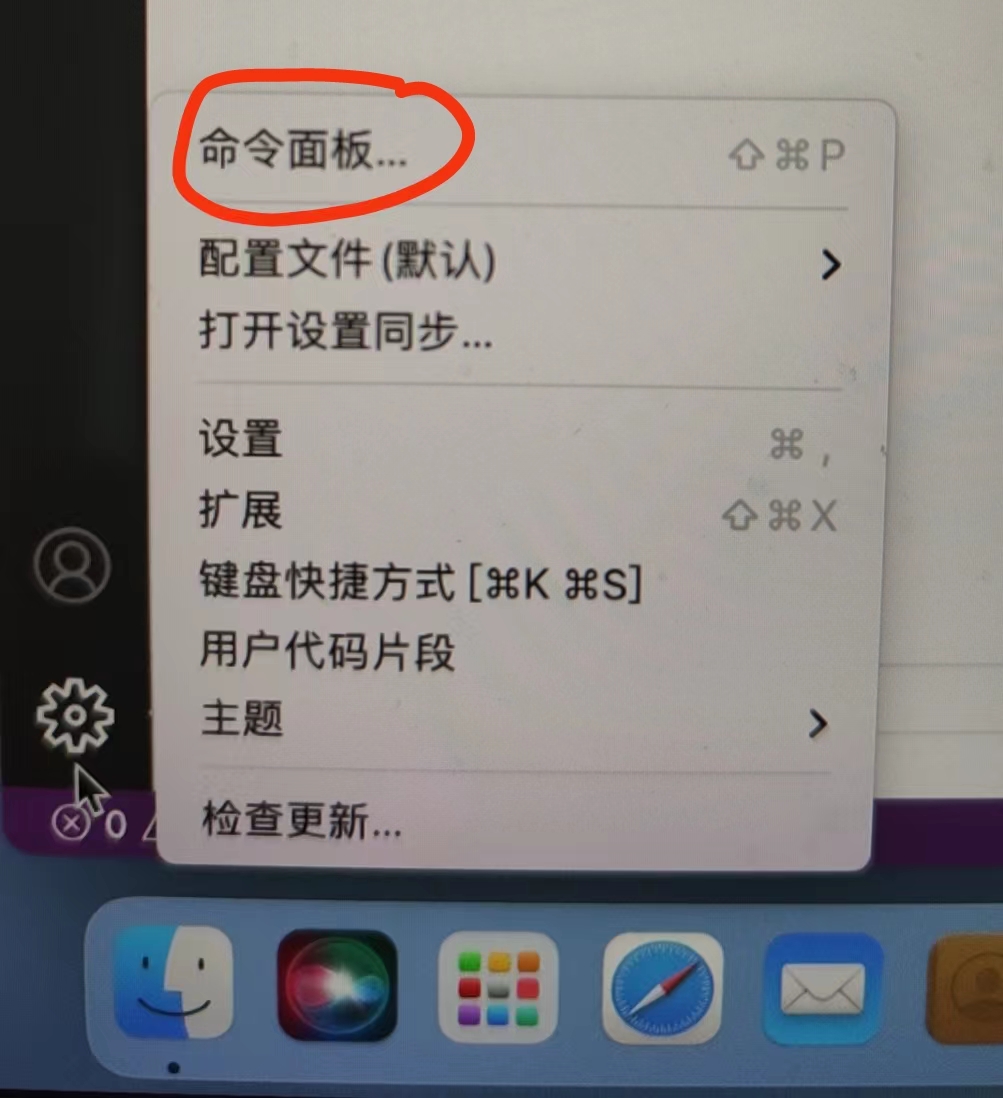 命令面板... ⇧⌘P
配置文件(默认)
打开设置同步...
设置 ⌘,
扩展 ⇧⌘X
键盘快捷方式 [⌘K ⌘S]
用户代码片段
主题
检查更新...
0